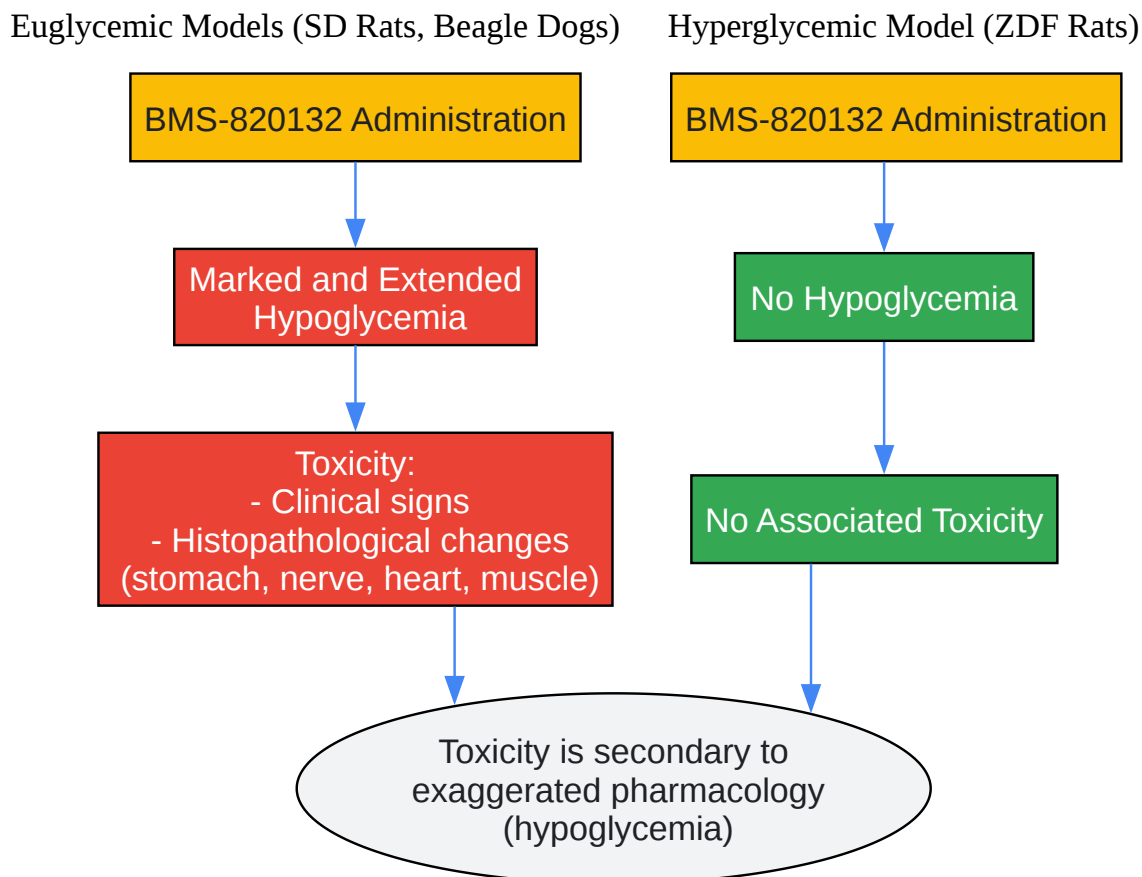 Euglycemic Models (SD Rats, Beagle Dogs)
BMS-820132 Administration
Marked and Extended
Hypoglycemia
Toxicity:
- Clinical signs
- Histopathological changes
(stomach, nerve, heart, muscle)
Hyperglycemic Model (ZDF Rats)
BMS-820132 Administration
No Hypoglycemia
No Associated Toxicity
Toxicity is secondary to
exaggerated pharmacology
(hypoglycemia)